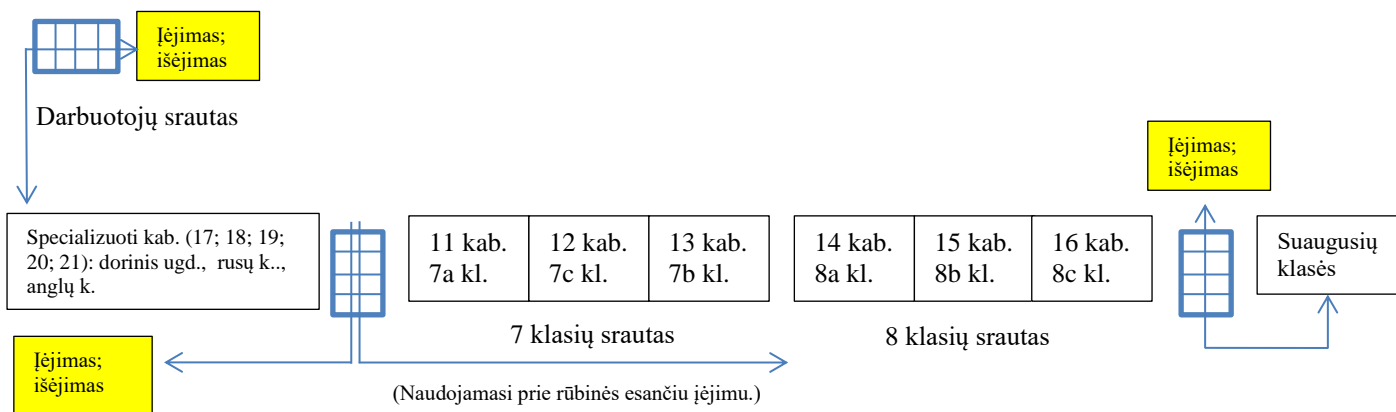 Įėjimas;
išėjimas
Darbuotojų srautas
Įėjimas;
išėjimas
Specializuoti kab. (17; 18; 19;
20; 21): dorinis ugd., rusų k..,
anglų k.
11 kab.
7a kl.
12 kab.
7c kl.
13 kab.
7b kl.
14 kab.
8a kl.
15 kab.
8b kl.
16 kab.
8c kl.
Suaugusių
klasės
7 klasių srautas
8 klasių srautas
Įėjimas;
išėjimas
(Naudojamasi prie rūbinės esančiu įėjimu.)